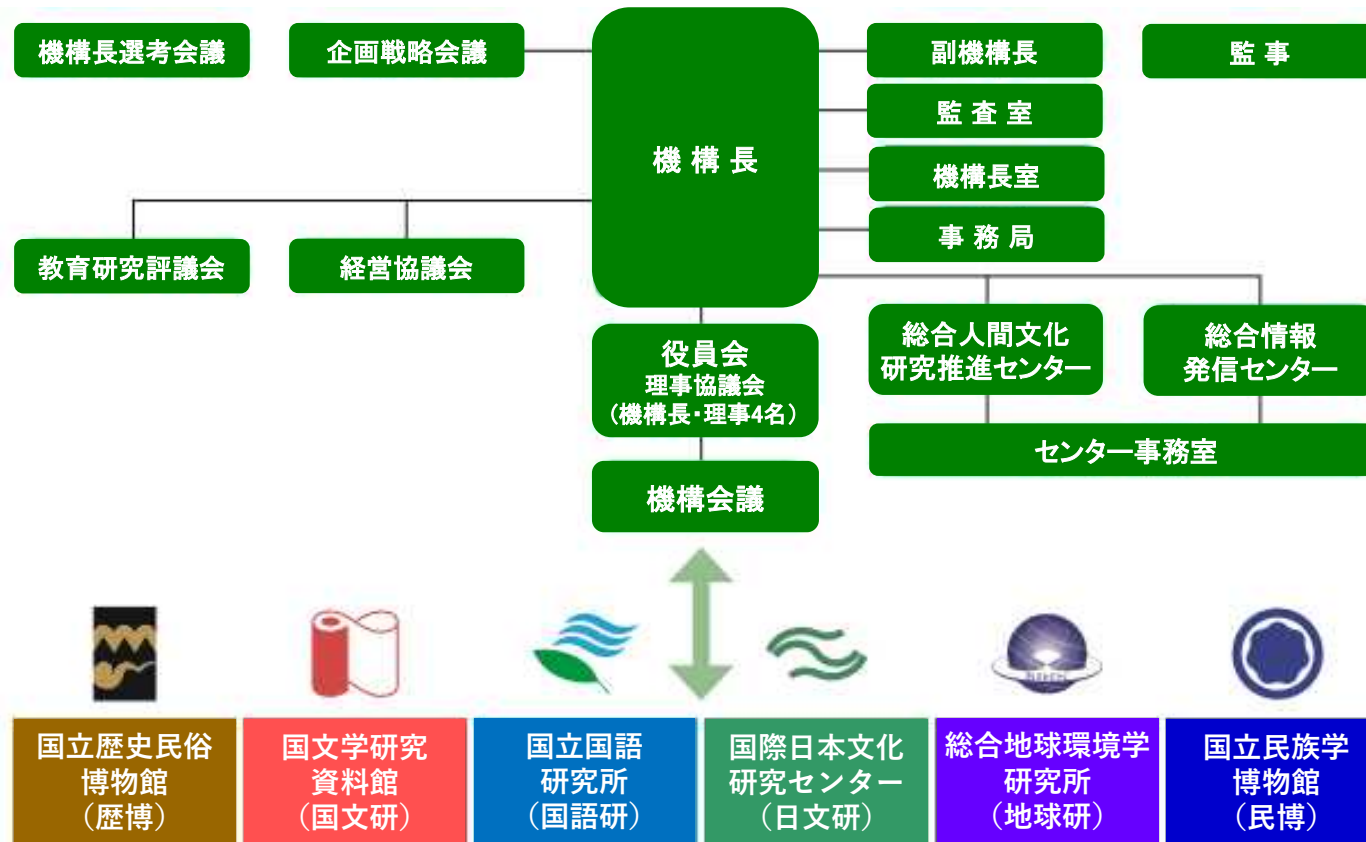 機構長選考会議
企画戦略会議
機構長
副機構長
監事
監査室
機構長室
事務局
教育研究評議会
経営協議会
役員会
理事協議会
（機構長・理事4名）
総合人間文化
研究推進センター
総合情報
発信センター
センター事務室
機構会議
国立歴史民俗
博物館
（歴博）
国文学研究
資料館
（国文研）
国立国語
研究所
（国語研）
国際日本文化
研究センター
（日文研）
総合地球環境学
研究所
（地球研）
国立民族学
博物館
（民博）